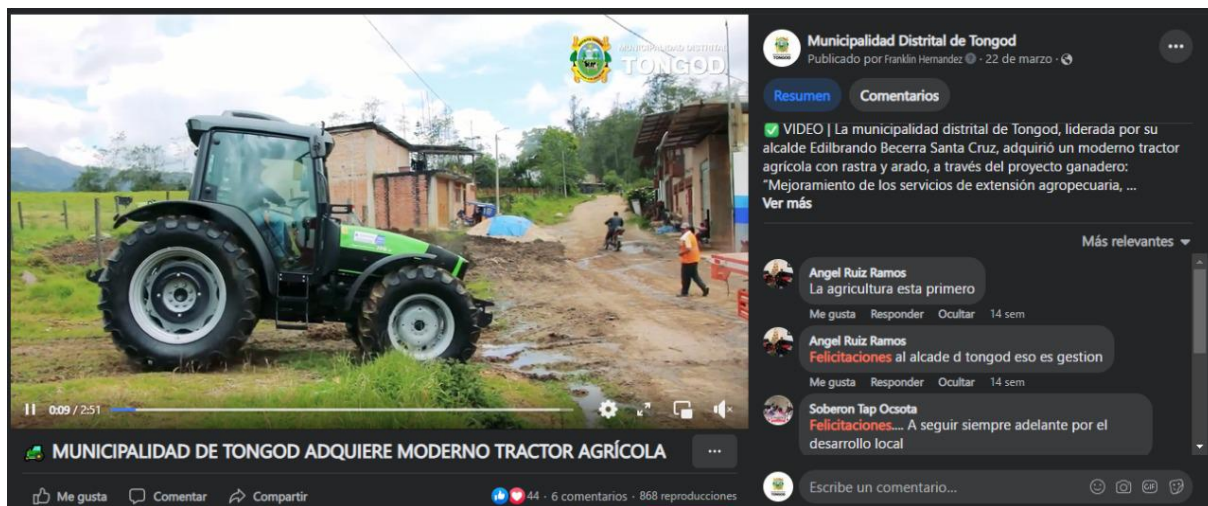 MUNICIPALIDAD DISTRITAL
TONGOD
0:09 / 2:51
MUNICIPALIDAD DE TONGOD ADQUIERE MODERNO TRACTOR AGRÍCOLA
Me gusta Comentar Compartir
44 · 6 comentarios · 868 reproducciones
Municipalidad Distrital de Tongod
Publicado por Franklin Hernandez · 22 de marzo ·
Resumen Comentarios
✅ VIDEO | La municipalidad distrital de Tongod, liderada por su
alcalde Edilbrando Becerra Santa Cruz, adquirió un moderno tractor
agrícola con rastra y arado, a través del proyecto ganadero:
“Mejoramiento de los servicios de extensión agropecuaria, ...
Ver más
Más relevantes
Angel Ruiz Ramos
La agricultura esta primero
Me gusta Responder Ocultar 14 sem
Angel Ruiz Ramos
Felicitaciones al alcade d tongod eso es gestion
Me gusta Responder Ocultar 14 sem
Soberon Tap Ocsota
Felicitaciones.... A seguir siempre adelante por el
desarrollo local
Escribe un comentario...
GIF